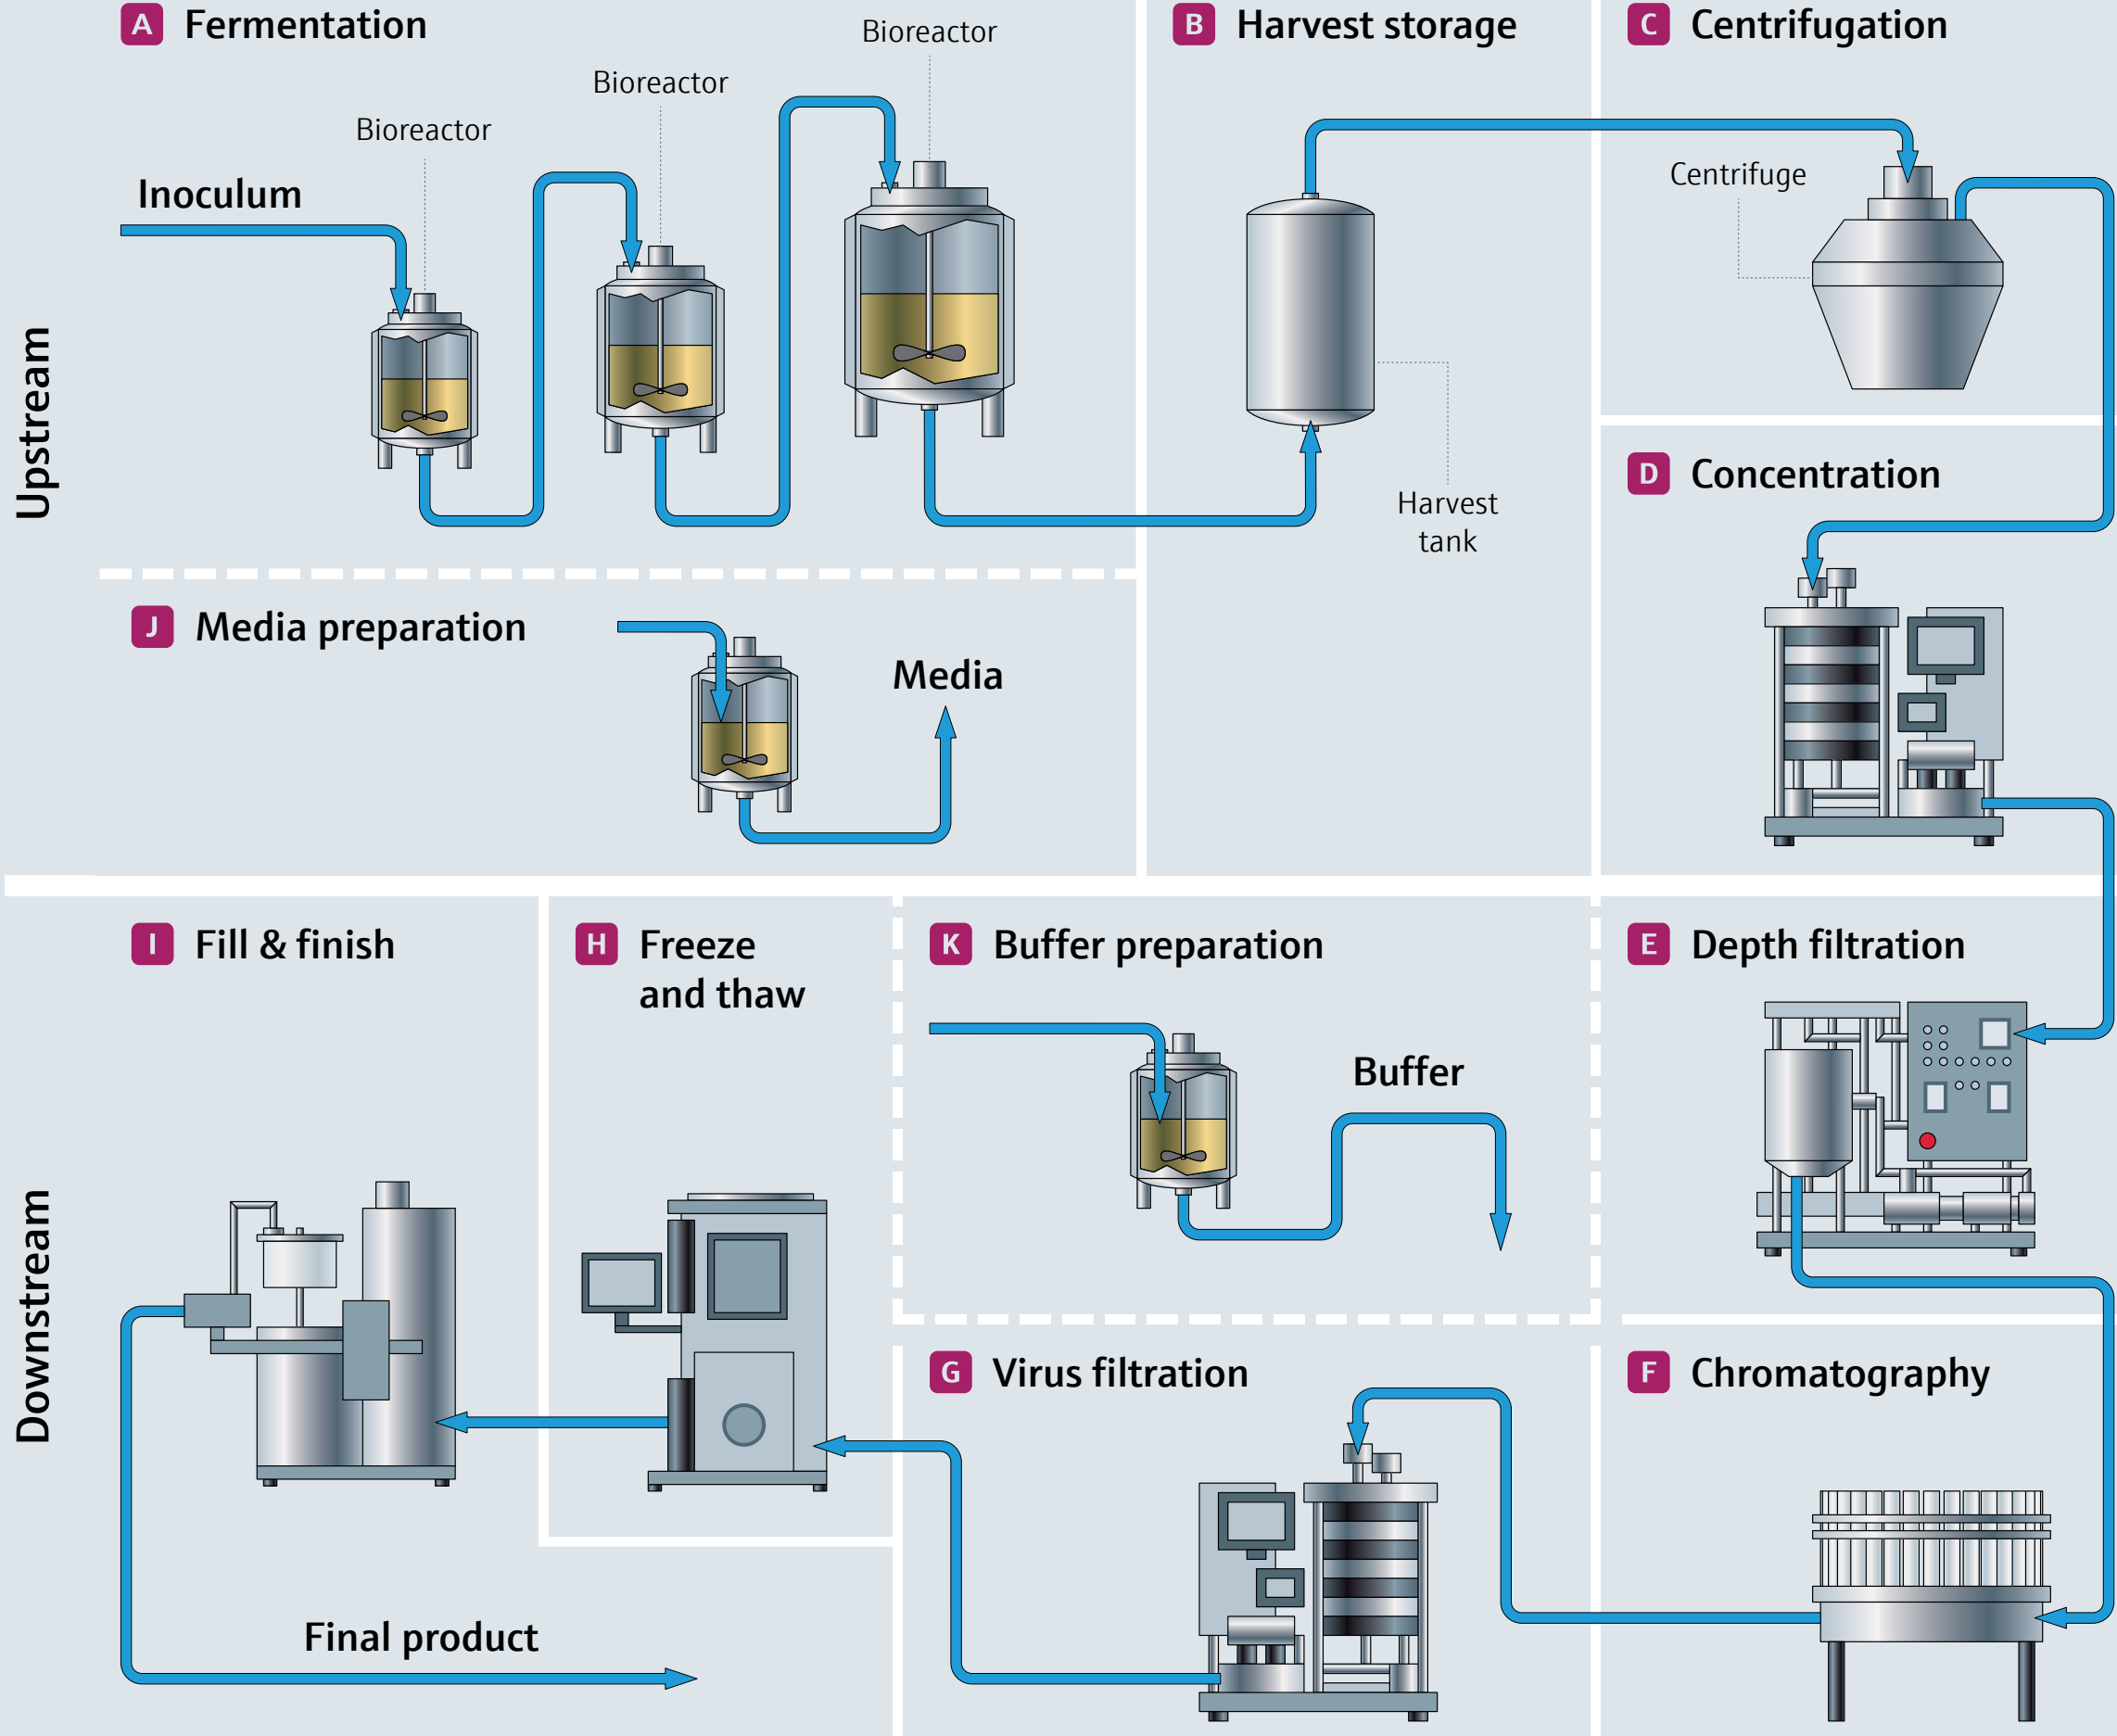 A Fermentation
Bioreactor
Bioreactor
Bioreactor
Inoculum
B Harvest storage
Harvest
tank
C Centrifugation
Centrifuge
D Concentration
Upstream
J Media preparation
Media
I Fill & finish
H Freeze
and thaw
K Buffer preparation
Buffer
E Depth filtration
Downstream
G Virus filtration
F Chromatography
Final product